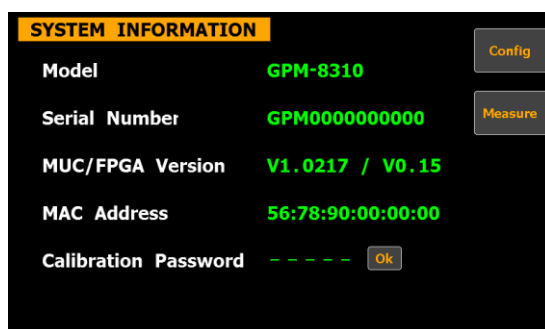 SYSTEM INFORMATION
Config
Model GPM-8310
Serial Number GPM0000000000
Measure
MUC/FPGA Version V1.0217 / V0.15
MAC Address 56:78:90:00:00:00
Calibration Password – – – – – Ok